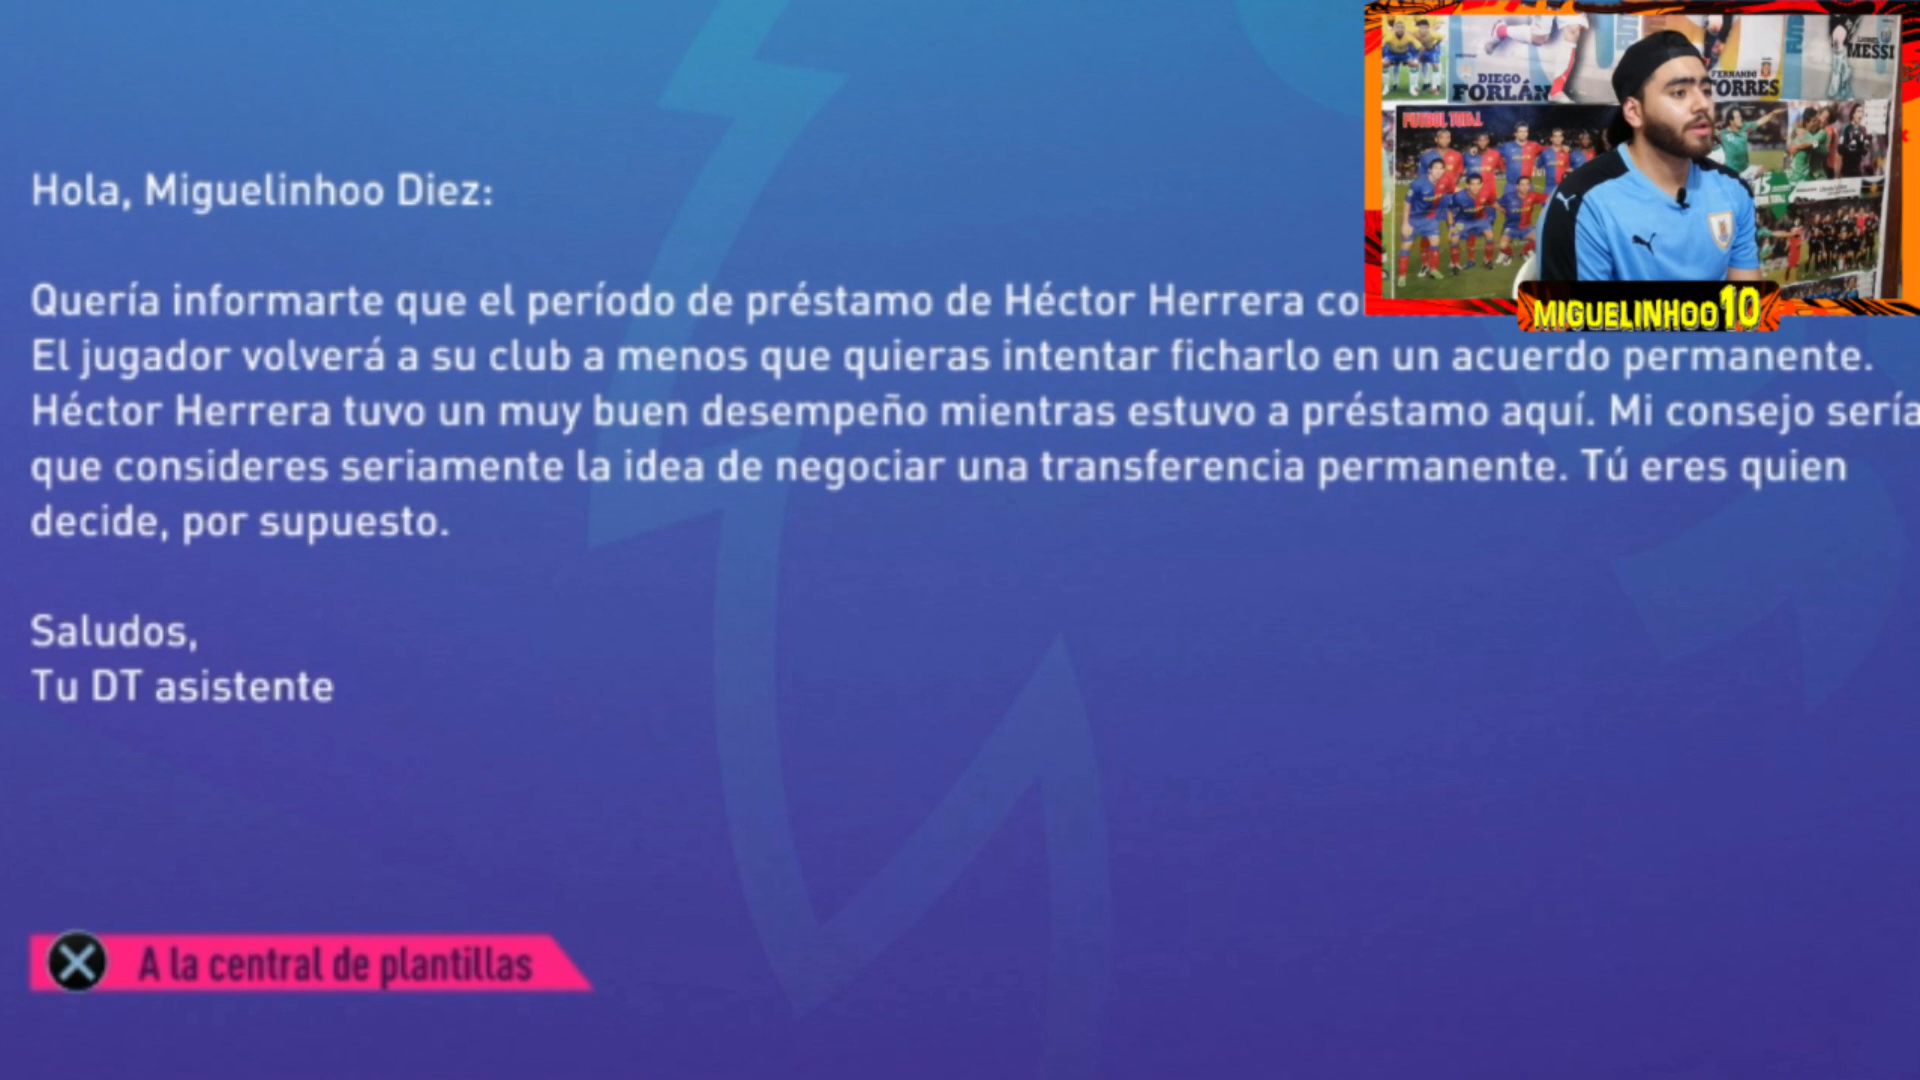 Hola, Miguelinhoo Diez:
Quería informarte que el período de préstamo de Héctor Herrera co
El jugador volverá a su club a menos que quieras intentar ficharlo en un acuerdo permanente.
Héctor Herrera tuvo un muy buen desempeño mientras estuvo a préstamo aquí. Mi consejo sería
que consideres seriamente la idea de negociar una transferencia permanente. Tú eres quien
decide, por supuesto.
Saludos,
Tu DT asistente
A la central de plantillas
DIEGO
FORLÁN
FERNANDO
TORRES
MESSI
FUTBOL TOTAL
MIGUELINHOO10